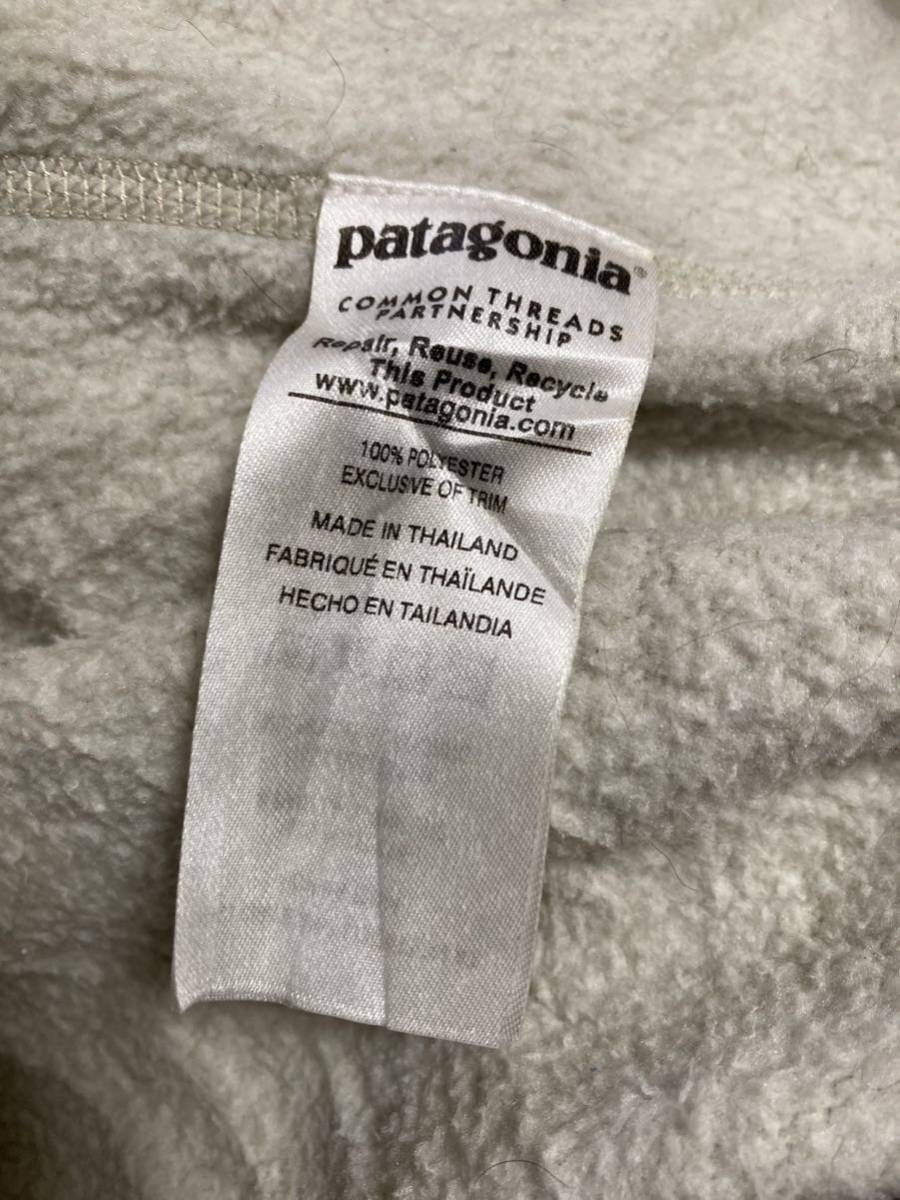 patagonia®
COMMON THREADS
PARTNERSHIP
Repair, Reuse, Recycle
This Product
www.patagonia.com
100% POLYESTER
EXCLUSVE OF TRIM
MADE IN THAILAND
FABRIQUÉ EN THAÏLANDE
HECHO EN TAILANDIA